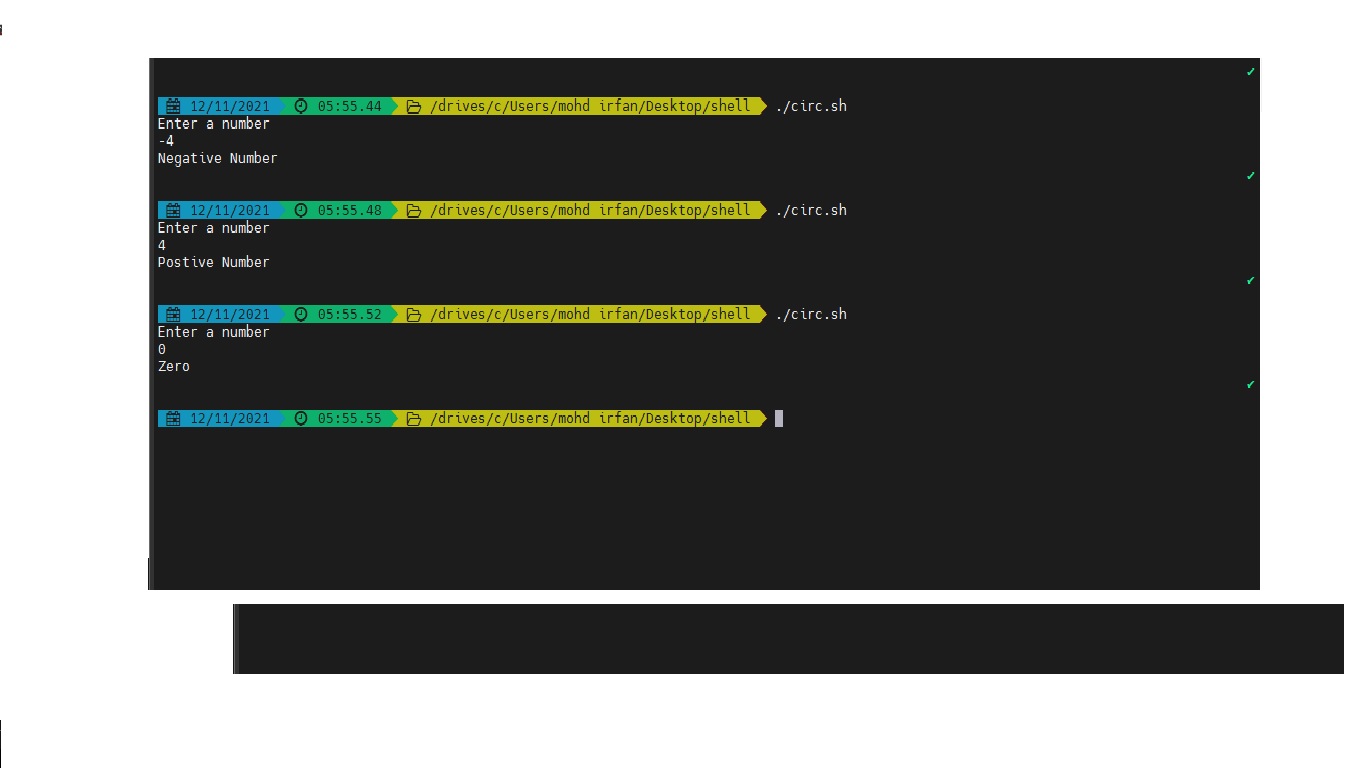 ✔
12/11/2021 05:55.44 /drives/c/Users/mohd irfan/Desktop/shell ./circ.sh
Enter a number
-4
Negative Number
✔
12/11/2021 05:55.48 /drives/c/Users/mohd irfan/Desktop/shell ./circ.sh
Enter a number
4
Postive Number
✔
12/11/2021 05:55.52 /drives/c/Users/mohd irfan/Desktop/shell ./circ.sh
Enter a number
0
Zero
✔
12/11/2021 05:55.55 /drives/c/Users/mohd irfan/Desktop/shell